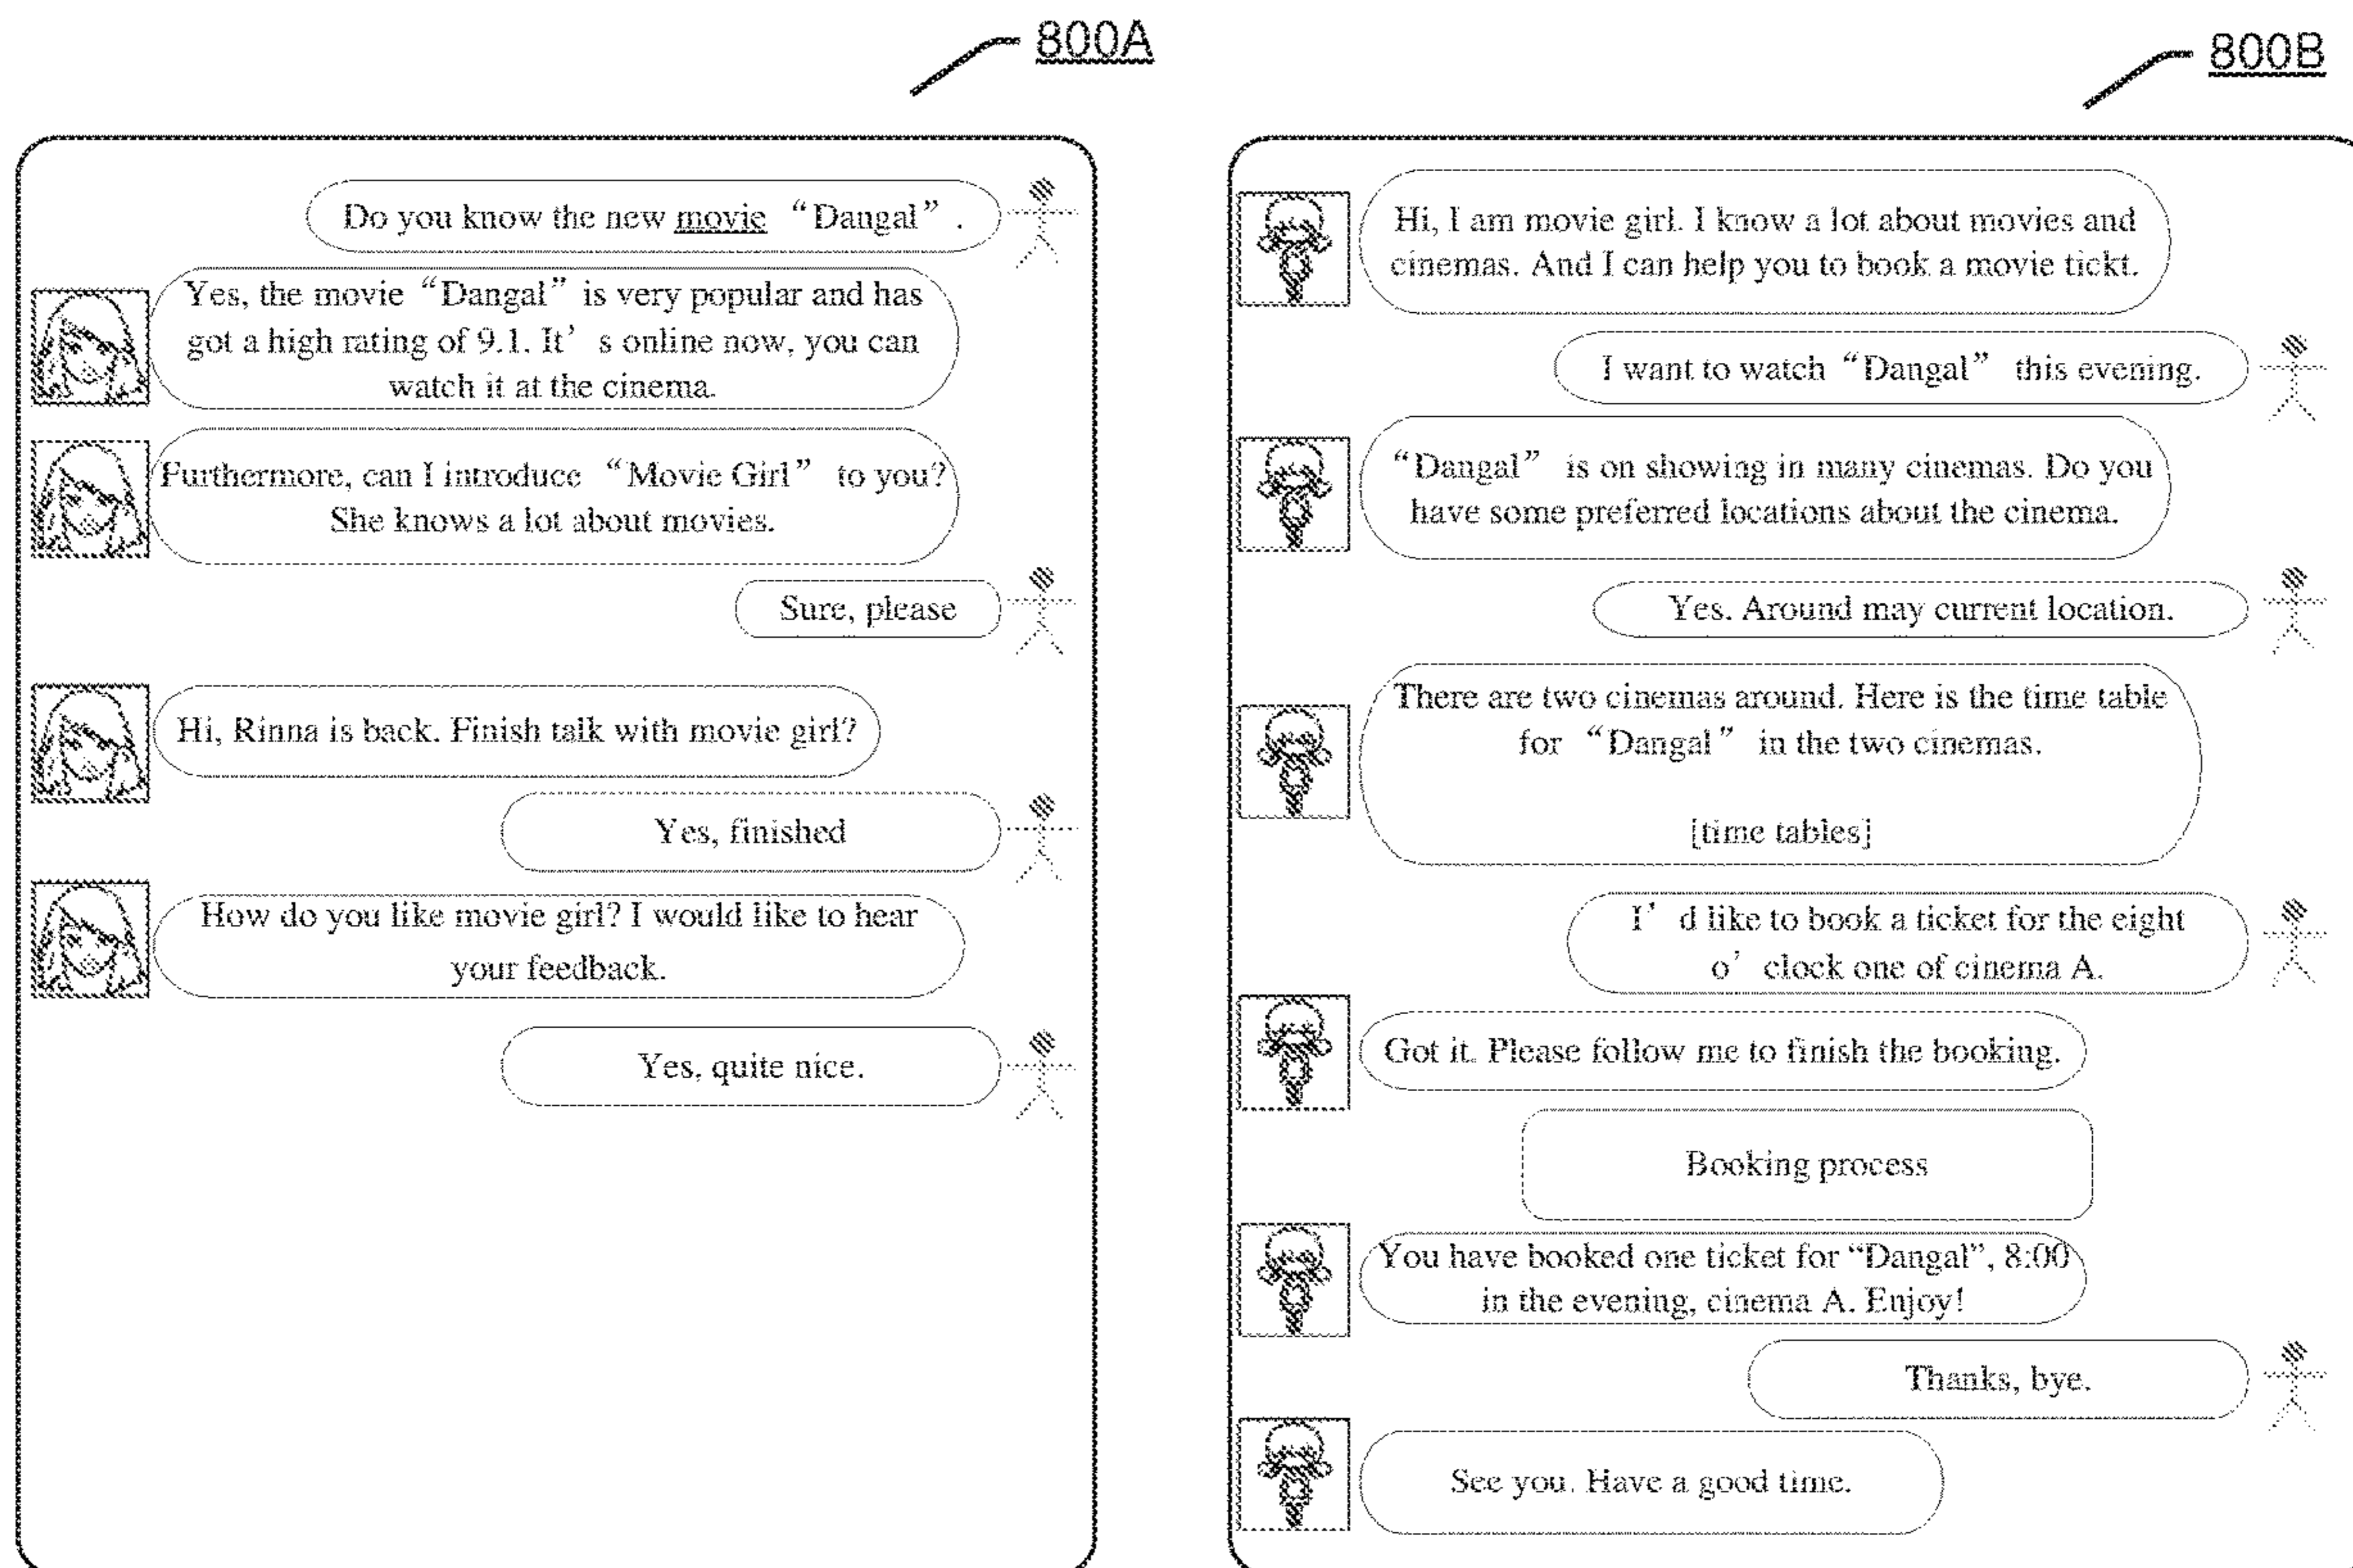 800A
Do you know the new movie “Dangal”.
Yes, the movie “Dangal” is very popular and has
got a high rating of 9.1. It’s online now, you can
watch it at the cinema.
Furthermore, can I introduce “Movie Girl” to you?
She knows a lot about movies.
Sure, please
Hi, Rinna is back. Finish talk with movie girl?
Yes, finished
How do you like movie girl? I would like to hear
your feedback.
Yes, quite nice.
800B
Hi, I am movie girl. I know a lot about movies and
cinemas. And I can help you to book a movie tickt.
I want to watch “Dangal” this evening.
“Dangal” is on showing in many cinemas. Do you
have some preferred locations about the cinema.
Yes. Around may current location.
There are two cinemas around. Here is the time table
for “Dangal” in the two cinemas.
[time tables]
I’d like to book a ticket for the eight
o’clock one of cinema A.
Got it. Please follow me to finish the booking.
Booking process
You have booked one ticket for “Dangal”, 8:00
in the evening, cinema A. Enjoy!
Thanks, bye.
See you. Have a good time.